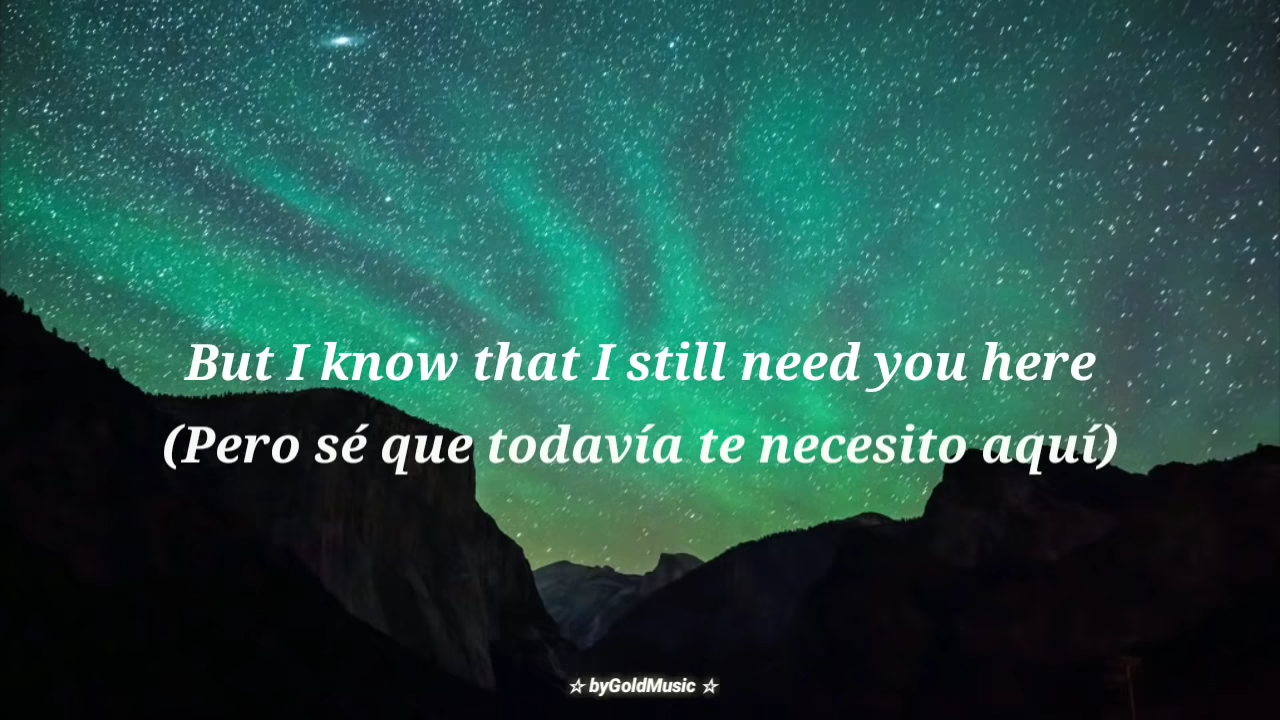 But I know that I still need you here
(Pero sé que todavía te necesito aquí)
☆ byGoldMusic ☆